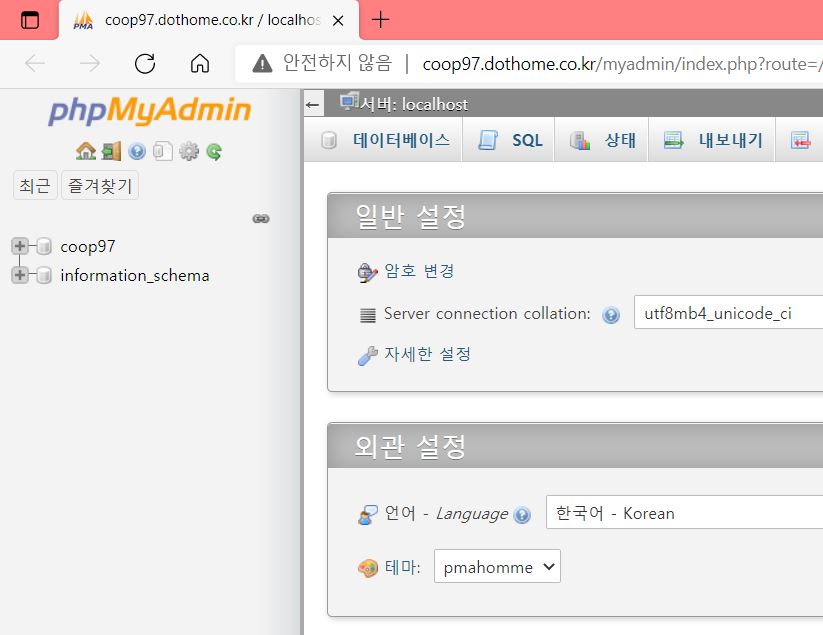 PMA coop97.dothome.co.kr / localhos
안전하지 않음 | coop97.dothome.co.kr/myadmin/index.php?route=/
phpMyAdmin
최근 즐겨찾기
coop97
information_schema
서버: localhost
데이터베이스 SQL 상태 내보내기
일반 설정
암호 변경
Server connection collation: utf8mb4_unicode_ci
자세한 설정
외관 설정
언어 - Language 한국어 - Korean
테마: pmahomme